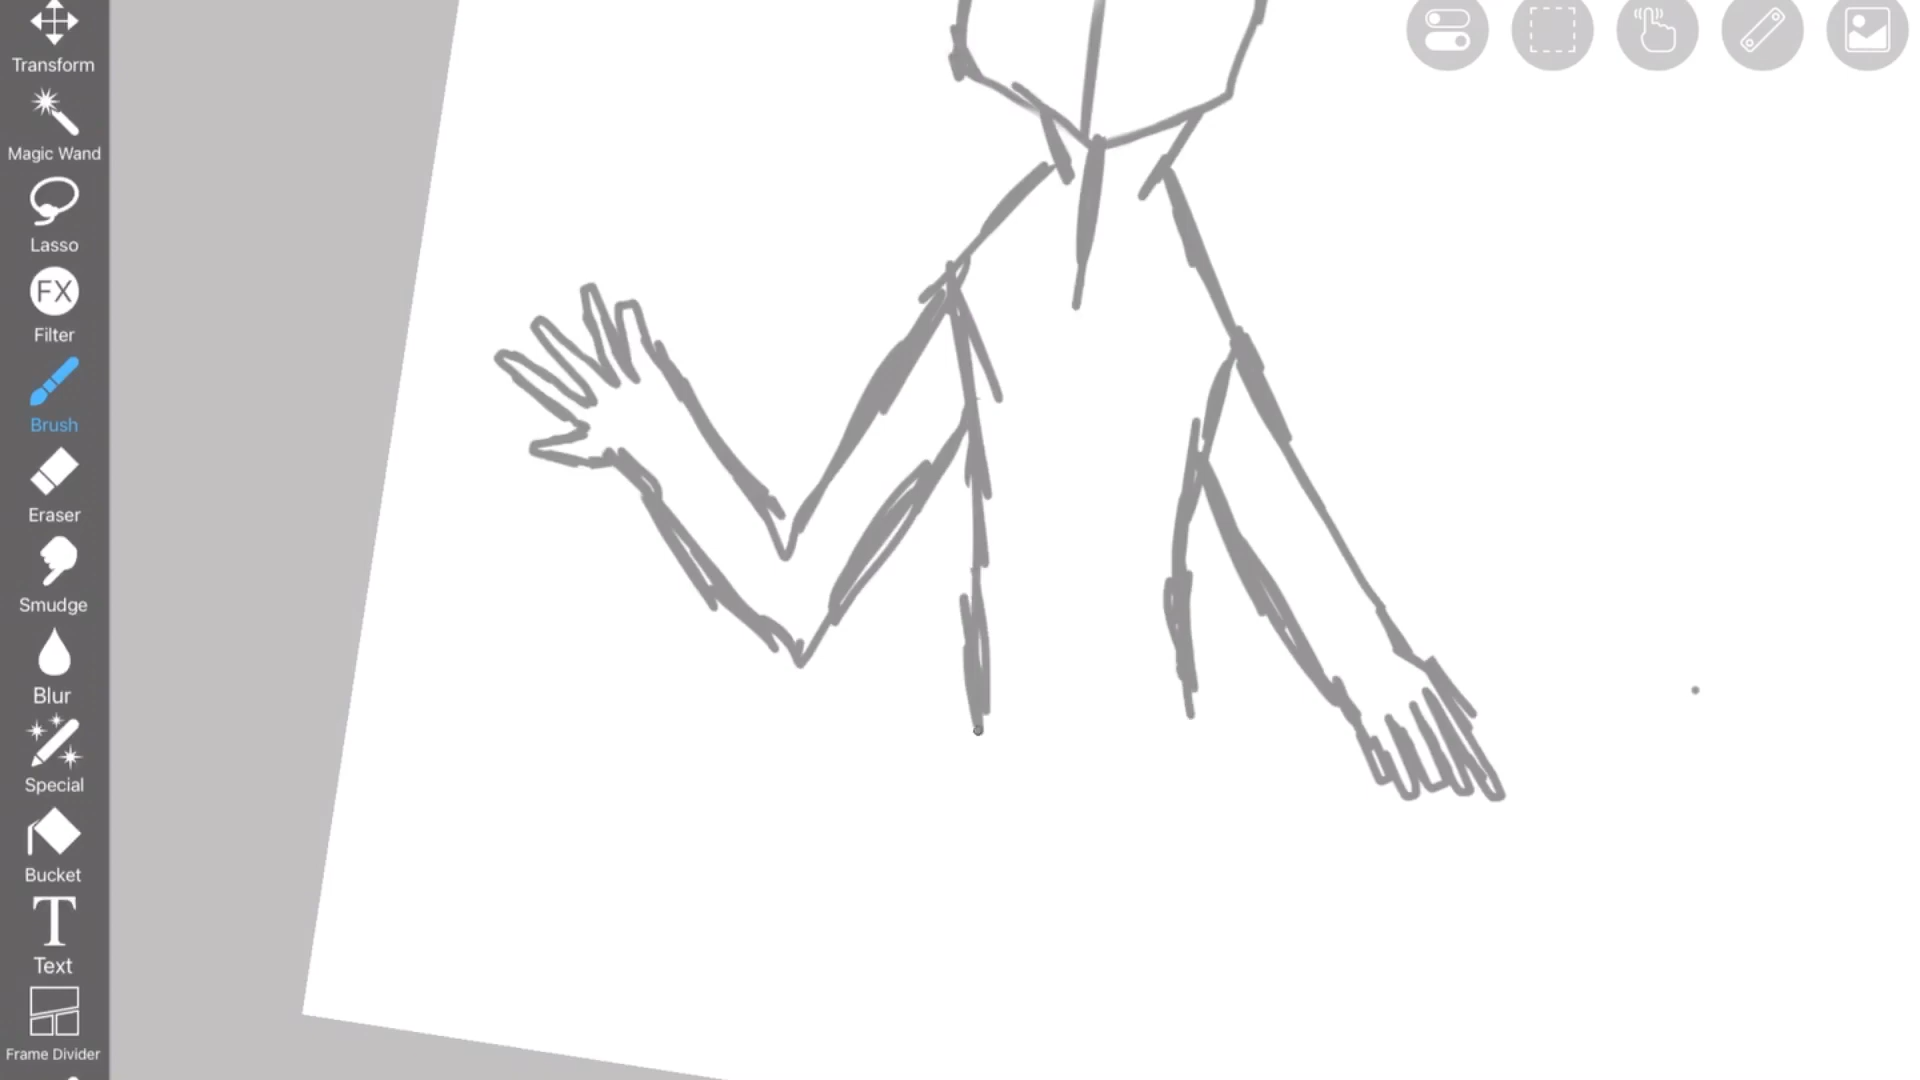 Transform
Magic Wand
Lasso
FX
Filter
Brush
Eraser
Smudge
Blur
Special
Bucket
T
Text
Frame Divider